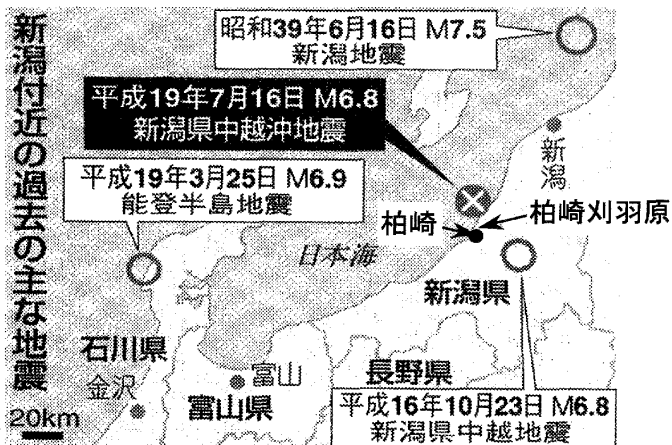 新潟付近の過去の主な地震
昭和39年6月16日 M7.5
新潟地震
平成19年7月16日 M6.8
新潟県中越沖地震
平成19年3月25日 M6.9
能登半島地震
新潟
柏崎
柏崎刈羽原
日本海
新潟県
石川県
金沢
富山
富山県
長野県
平成16年10月23日 M6.8
新潟県中越地震
20km